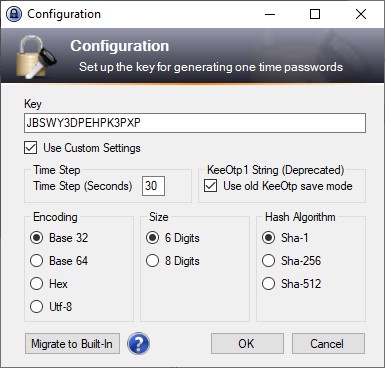 Configuration
Configuration
Set up the key for generating one time passwords
Key
JBSWY3DPEHPK3PXP
Use Custom Settings
Time Step
Time Step (Seconds) 30
KeeOtp1 String (Deprecated)
Use old KeeOtp save mode
Encoding
Base 32
Base 64
Hex
Utf-8
Size
6 Digits
8 Digits
Hash Algorithm
Sha-1
Sha-256
Sha-512
Migrate to Built-In
?
OK
Cancel